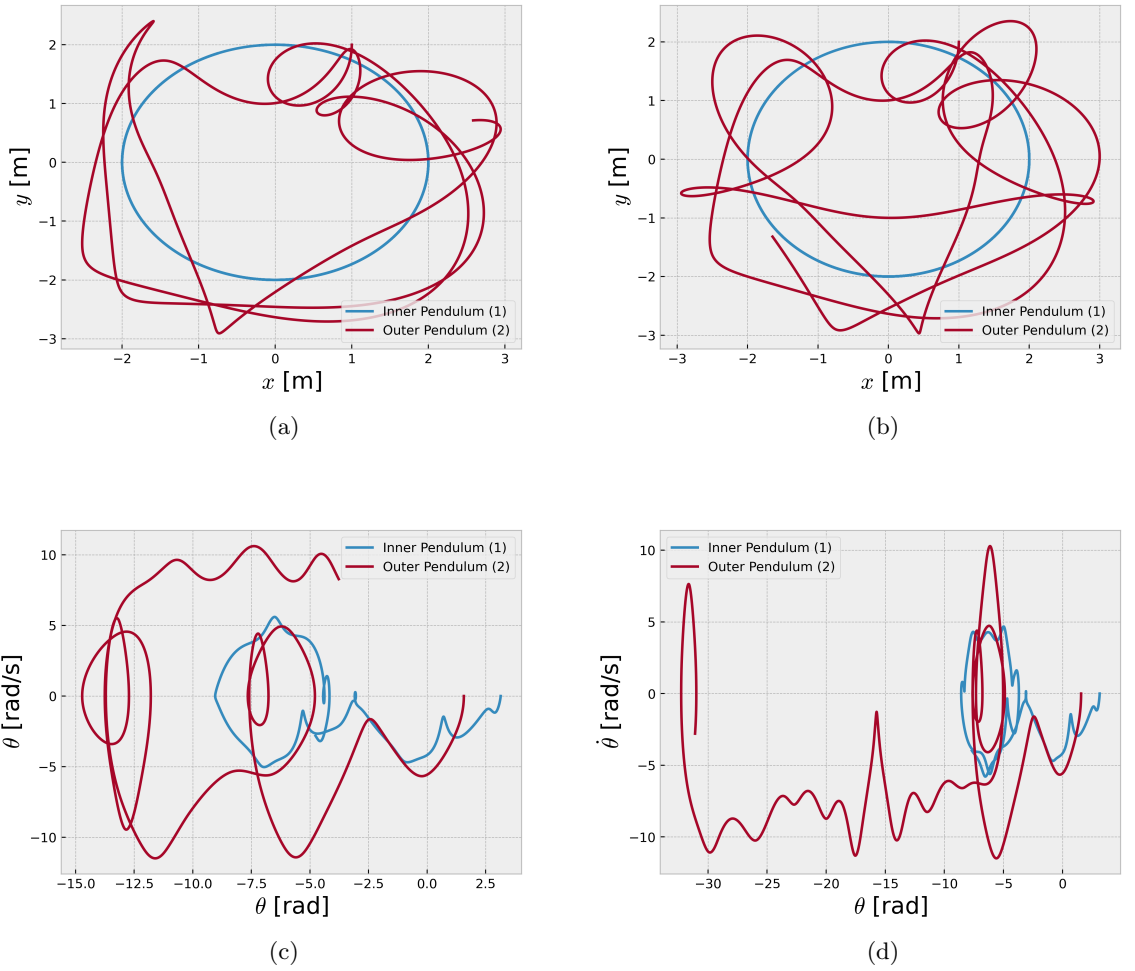 2
1
0
−1
−2
−3
y [m]
Inner Pendulum (1)
Outer Pendulum (2)
−2 −1 0 1 2 3
x [m]
(a)
2
1
0
−1
−2
−3
y [m]
Inner Pendulum (1)
Outer Pendulum (2)
−3 −2 −1 0 1 2 3
x [m]
(b)
10
5
0
−5
−10
θ [rad/s]
Inner Pendulum (1)
Outer Pendulum (2)
−15.0 −12.5 −10.0 −7.5 −5.0 −2.5 0.0 2.5
θ [rad]
(c)
10
5
0
−5
−10
θ̇ [rad/s]
Inner Pendulum (1)
Outer Pendulum (2)
−30 −25 −20 −15 −10 −5 0
θ [rad]
(d)